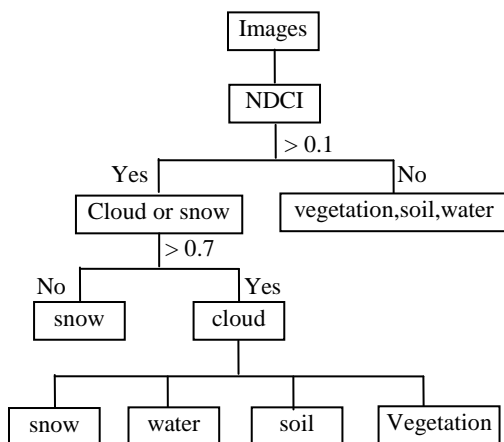 Images
NDCI
> 0.1
Yes
No
Cloud or snow
vegetation,soil,water
> 0.7
No
Yes
snow
cloud
snow
water
soil
Vegetation